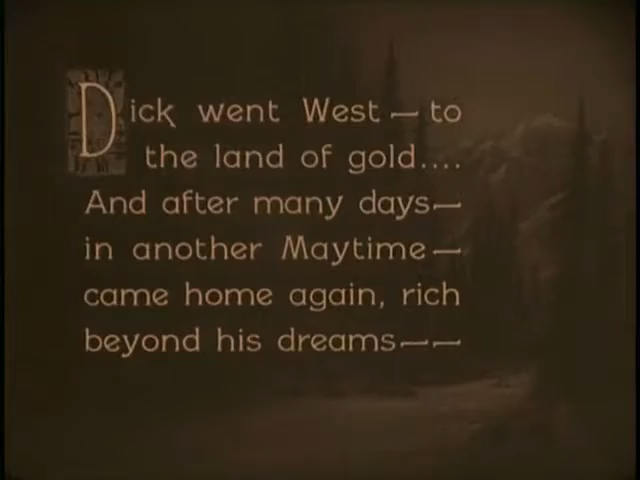 Dick went West — to
the land of gold....
And after many days—
in another Maytime—
came home again, rich
beyond his dreams——